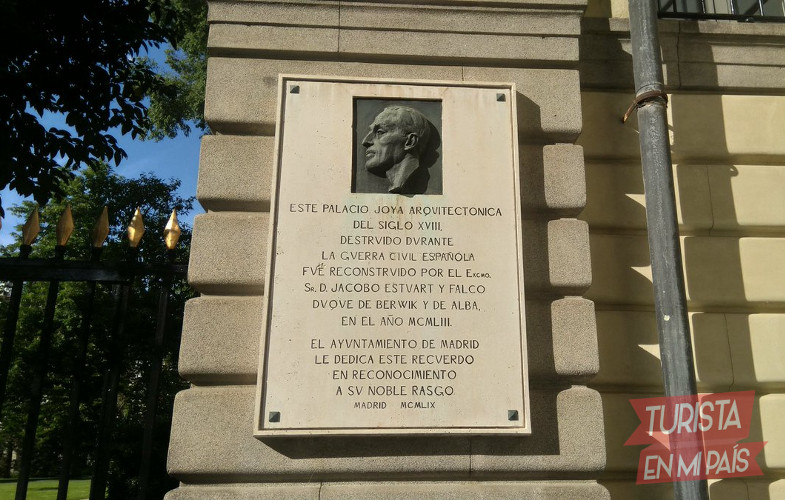 ESTE PALACIO JOYA ARQVITECTONICA
DEL SIGLO XVIII,
DESTRVIDO DVRANTE
LA GVERRA CIVIL ESPAÑOLA
FVÉ RECONSTRVIDO POR EL EXCMO.
SR. D. JACOBO ESTVART Y FALCO
DVQVE DE BERWIK Y DE ALBA,
EN EL AÑO MCMLIII.
EL AYVNTAMIENTO DE MADRID
LE DEDICA ESTE RECVERDO
EN RECONOCIMIENTO
A SV NOBLE RASGO
MADRID MCMLIX
TURISTA
EN MI PAÍS